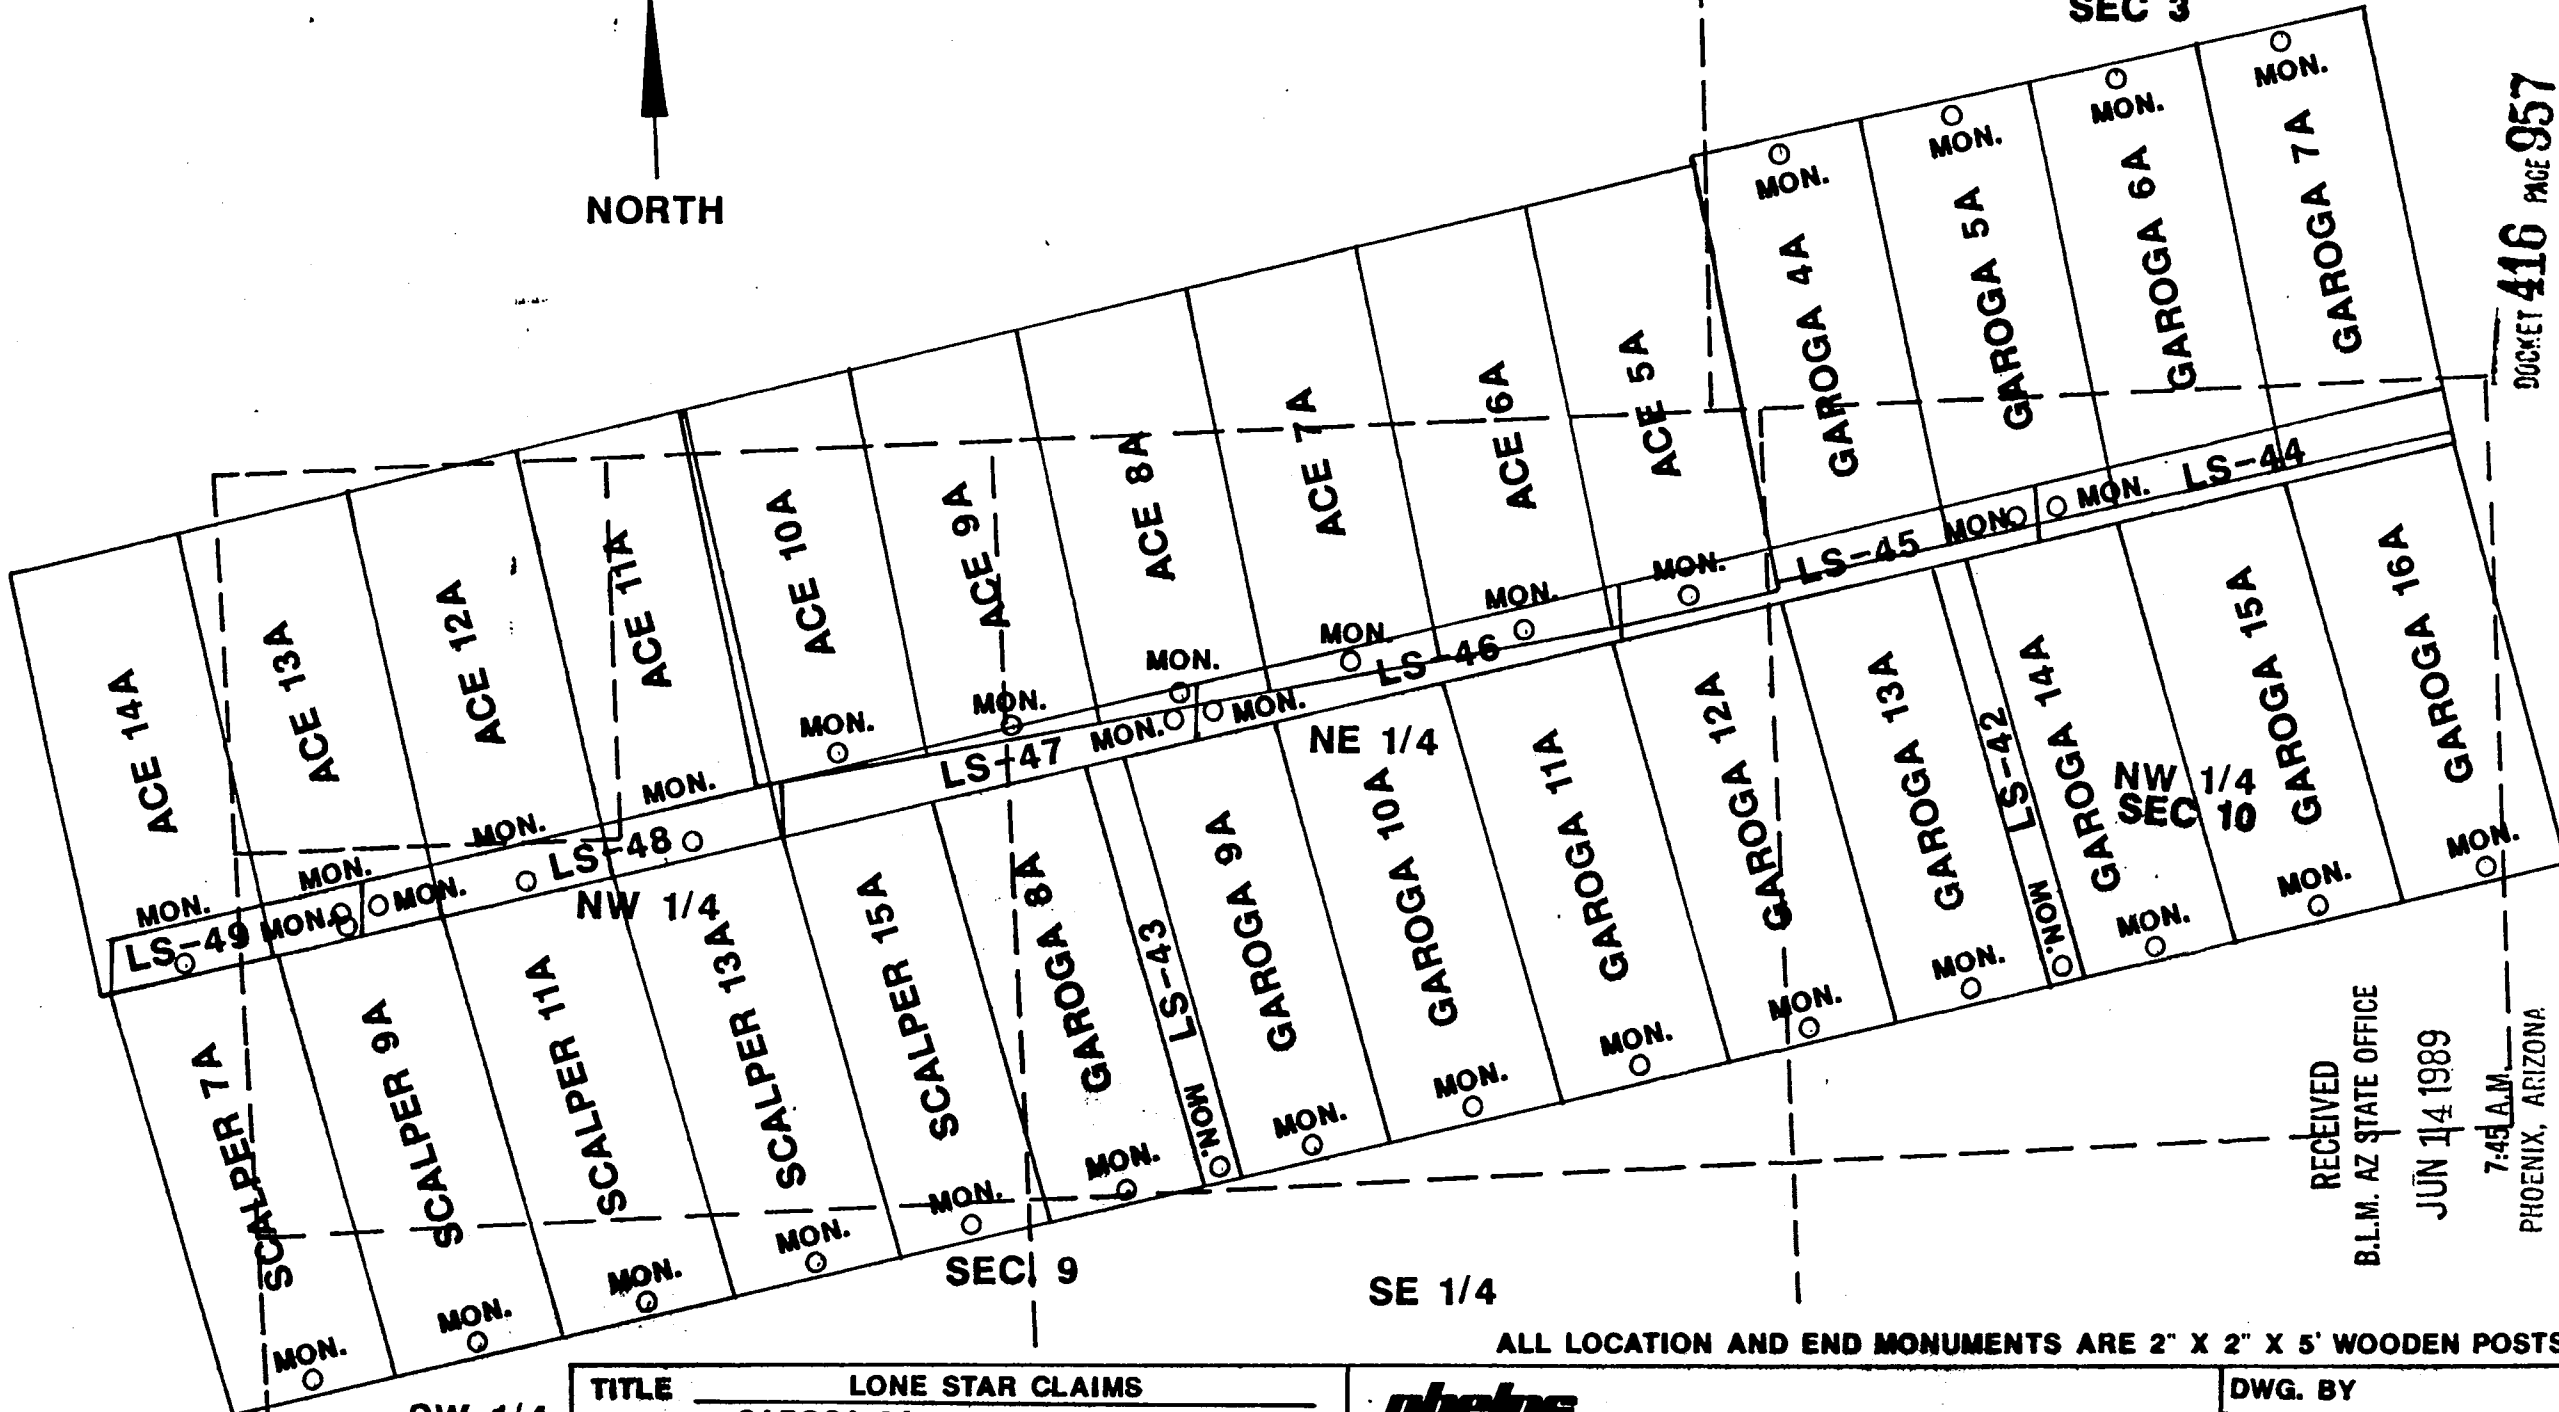 SEC 3
NORTH
MON.
MON.
MON.
MON.
GAROGA 4A
GAROGA 5A
GAROGA 6A
GAROGA 7A
DOCKET 416 PAGE 957
ACE 14A
ACE 13A
ACE 12A
ACE 11A
ACE 10A
ACE 9A
ACE 8A
ACE 7A
ACE 6A
ACE 5A
MON.
MON.
MON.
MON.
MON.
MON.
MON.
MON.
MON.
MON.
LS-49
MON.
MON.
LS-48
LS-47
MON.
MON.
LS-46
LS-45
MON.
MON.
LS-44
NW 1/4
NE 1/4
NW 1/4
SEC 10
SCALPER 7A
SCALPER 9A
SCALPER 11A
SCALPER 13A
SCALPER 15A
GAROGA 8A
LS-43
MON.
GAROGA 9A
GAROGA 10A
GAROGA 11A
GAROGA 12A
GAROGA 13A
LS-42
MON.
GAROGA 14A
GAROGA 15A
GAROGA 16A
MON.
MON.
MON.
MON.
MON.
MON.
MON.
MON.
MON.
MON.
MON.
MON.
MON.
MON.
SEC 9
SE 1/4
RECEIVED
B.L.M. AZ STATE OFFICE
JUN 14 1989
7:45 A.M.
PHOENIX, ARIZONA
ALL LOCATION AND END MONUMENTS ARE 2" X 2" X 5' WOODEN POSTS
TITLE
LONE STAR CLAIMS
phelps
DWG. BY
1/4